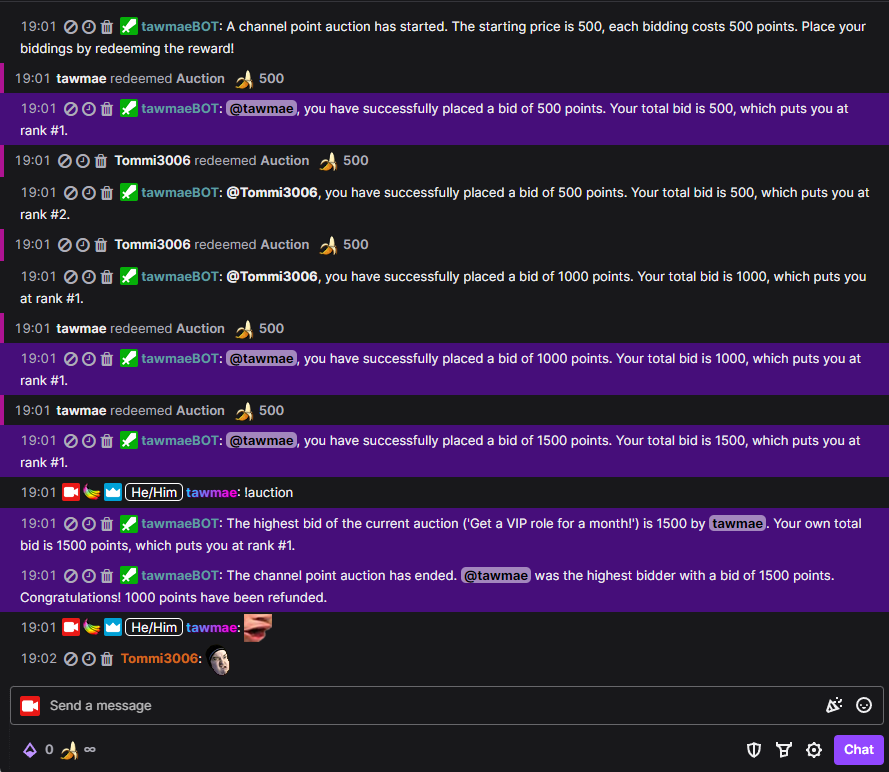 19:01 tawmaeBOT: A channel point auction has started. The starting price is 500, each bidding costs 500 points. Place your
biddings by redeeming the reward!
19:01 tawmae redeemed Auction 500
19:01 tawmaeBOT: @tawmae, you have successfully placed a bid of 500 points. Your total bid is 500, which puts you at
rank #1.
19:01 Tommi3006 redeemed Auction 500
19:01 tawmaeBOT: @Tommi3006, you have successfully placed a bid of 500 points. Your total bid is 500, which puts you at
rank #2.
19:01 Tommi3006 redeemed Auction 500
19:01 tawmaeBOT: @Tommi3006, you have successfully placed a bid of 1000 points. Your total bid is 1000, which puts you
at rank #1.
19:01 tawmae redeemed Auction 500
19:01 tawmaeBOT: @tawmae, you have successfully placed a bid of 1000 points. Your total bid is 1000, which puts you at
rank #1.
19:01 tawmae redeemed Auction 500
19:01 tawmaeBOT: @tawmae, you have successfully placed a bid of 1500 points. Your total bid is 1500, which puts you at
rank #1.
19:01 He/Him tawmae: !auction
19:01 tawmaeBOT: The highest bid of the current auction ('Get a VIP role for a month!') is 1500 by tawmae. Your own total
bid is 1500 points, which puts you at rank #1.
19:01 tawmaeBOT: The channel point auction has ended. @tawmae was the highest bidder with a bid of 1500 points.
Congratulations! 1000 points have been refunded.
19:01 He/Him tawmae:
19:02 Tommi3006:
Send a message
0 ∞ Chat